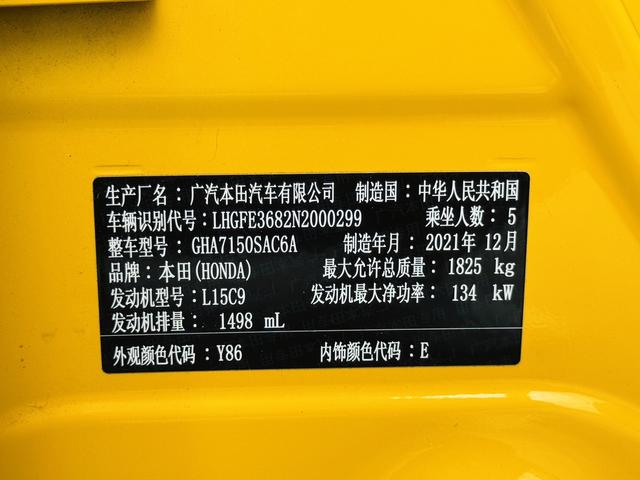 生产厂名：广汽本田汽车有限公司 制造国：中华人民共和国
车辆识别代号：LHGFE3682N2000299 乘坐人数：5
整车型号：GHA7150SAC6A 制造年月：2021年12月
品牌：本田(HONDA) 最大允许总质量：1825 kg
发动机型号：L15C9 发动机最大净功率：134 kW
发动机排量：1498 mL
外观颜色代码：Y86 内饰颜色代码：E